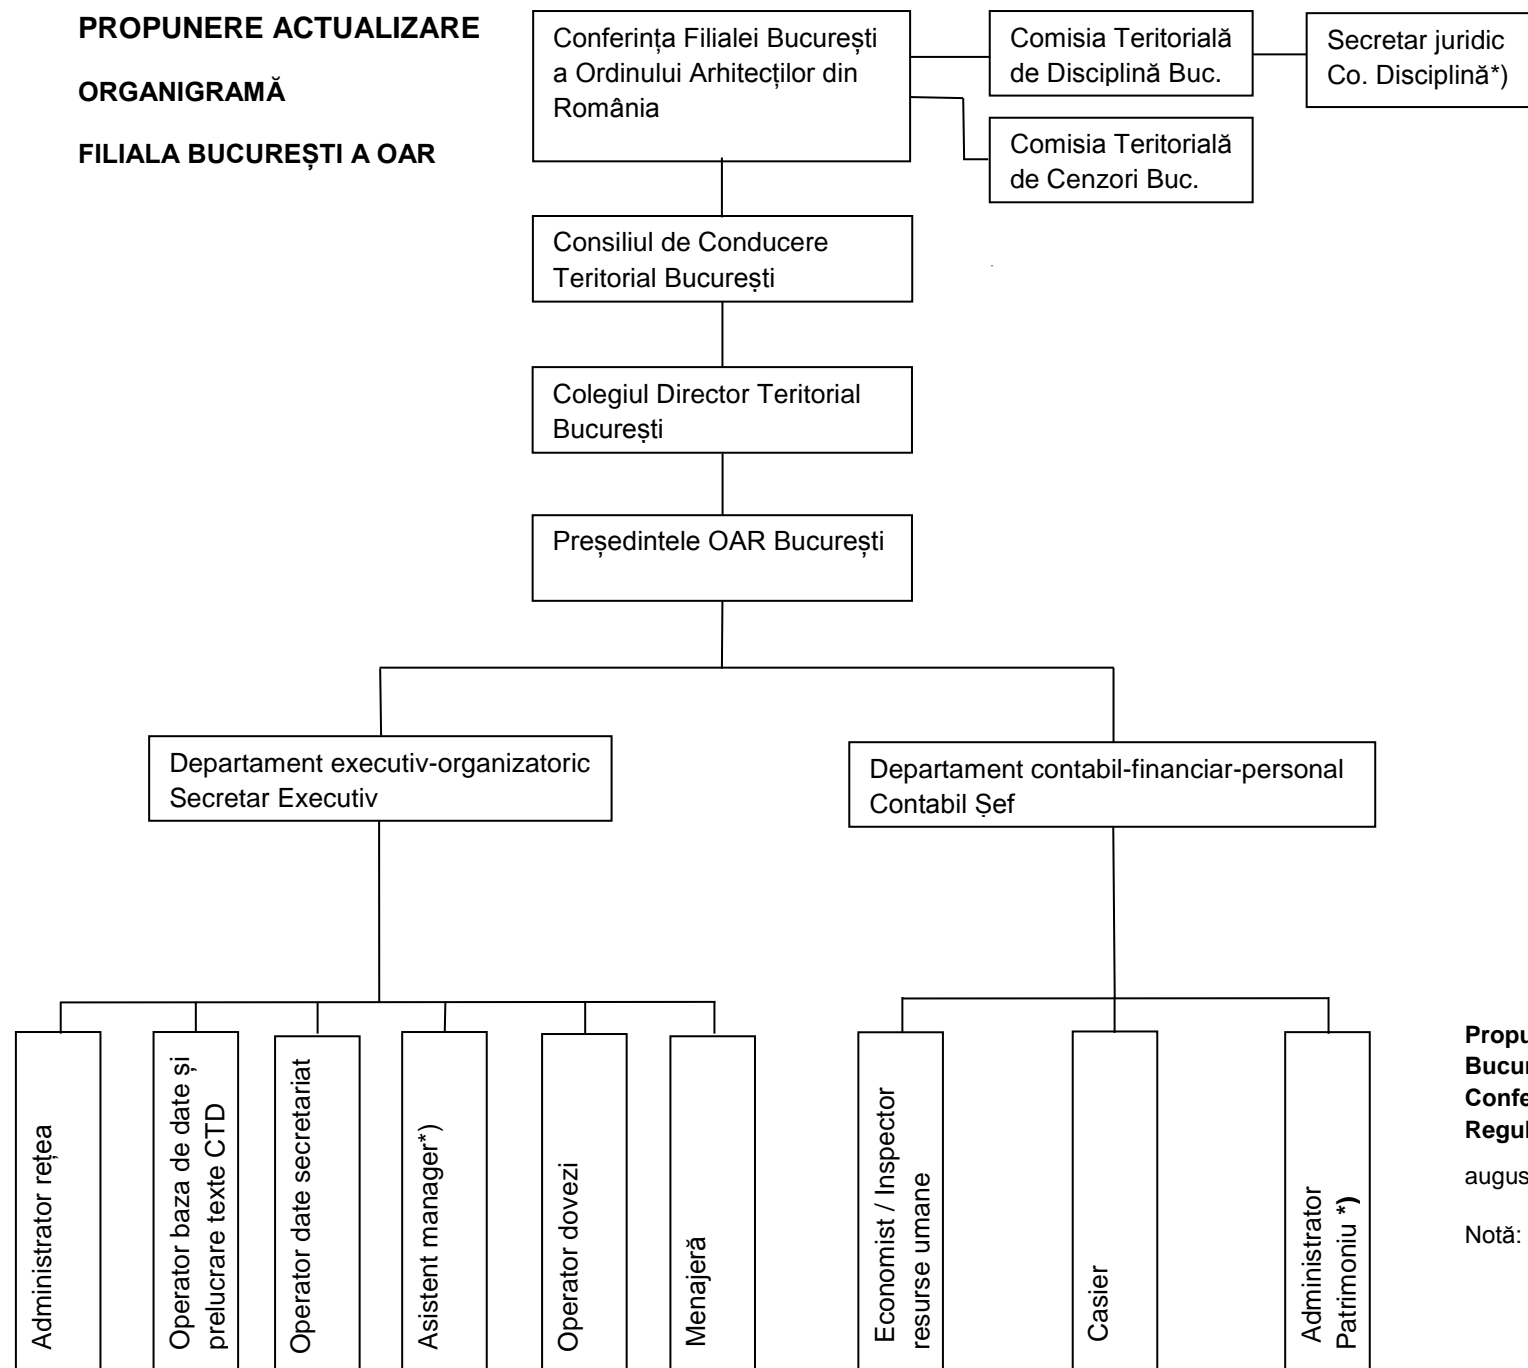 PROPUNERE ACTUALIZARE
ORGANIGRAMĂ
FILIALA BUCUREȘTI A OAR
Conferința Filialei București
a Ordinului Arhitecților din
România
Comisia Teritorială
de Disciplină Buc.
Secretar juridic
Co. Disciplină*)
Comisia Teritorială
de Cenzori Buc.
Consiliul de Conducere
Teritorial București
Colegiul Director Teritorial
București
Președintele OAR București
Departament executiv-organizatoric
Secretar Executiv
Departament contabil-financiar-personal
Contabil Șef
Administrator rețea
Operator baza de date și
prelucrare texte CTD
Operator date secretariat
Asistent manager*)
Operator dovezi
Menajeră
Economist / Inspector
resurse umane
Casier
Administrator
Patrimoniu *)
Notă: